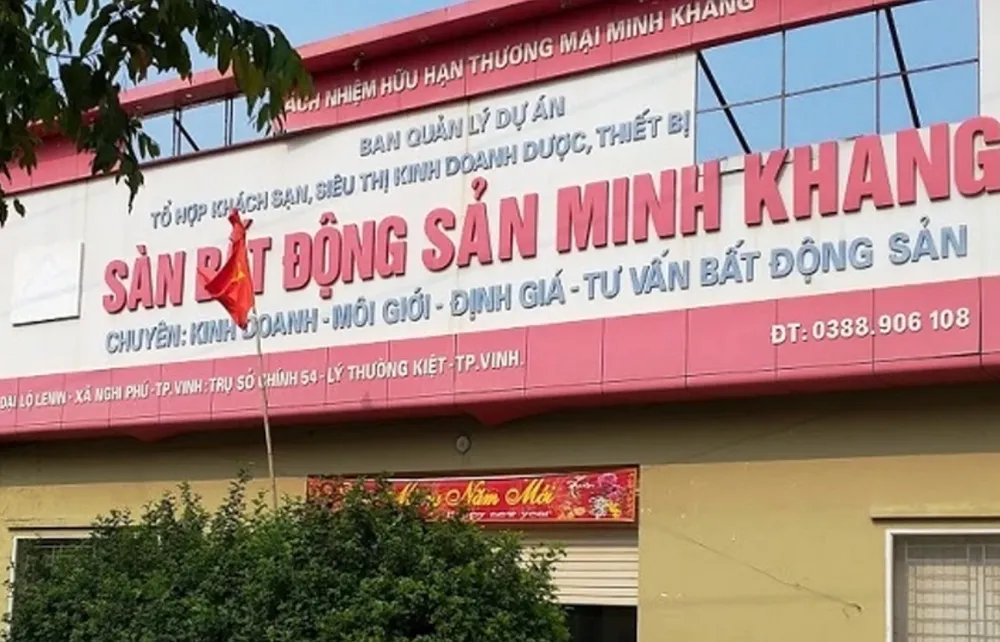 ÁCH NHIỆM HỮU HẠN THƯƠNG MẠI MINH KHANG
BAN QUẢN LÝ DỰ ÁN
TỔ HỢP KHÁCH SẠN, SIÊU THỊ KINH DOANH DƯỢC, THIẾT BỊ
SÀN BẤT ĐỘNG SẢN MINH KHANG
CHUYÊN: KINH DOANH - MÔI GIỚI - ĐỊNH GIÁ - TƯ VẤN BẤT ĐỘNG SẢN
ĐT: 0388.906 108
ĐẠI LỘ LENIN - XÃ NGHI PHÚ - TP.VINH; TRỤ SỞ CHÍNH 54 - LÝ THƯỜNG KIỆT - TP.VINH.
Mừng Năm Mới